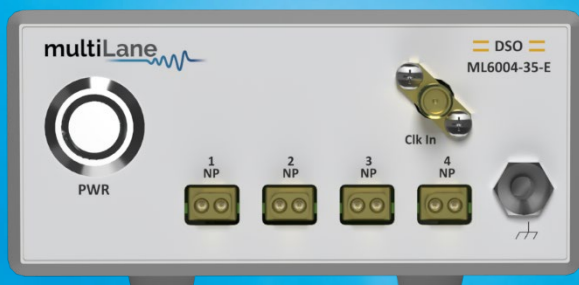 multiLane
DSO
ML6004-35-E
Clk In
1
NP
2
NP
3
NP
4
NP
PWR